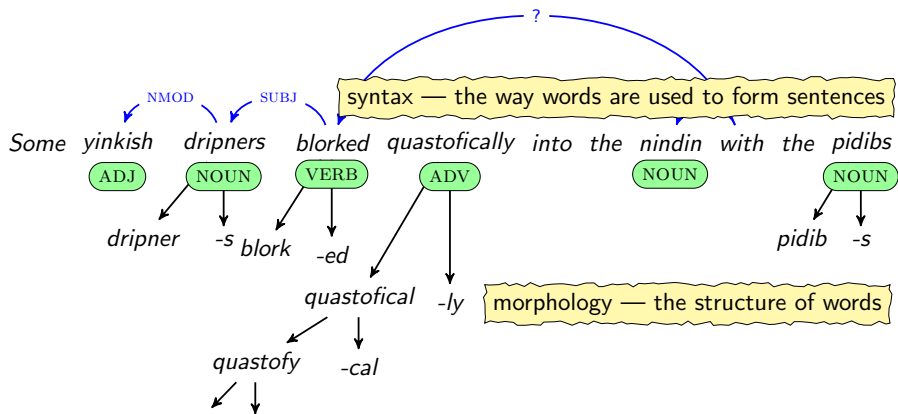 ?
NMOD SUBJ syntax — the way words are used to form sentences
Some yinkish dripners blorked quastofically into the nindin with the pidibs
ADJ NOUN VERB ADV NOUN NOUN
dripner -s blork -ed pidib -s
quastofical -ly morphology — the structure of words
quastofy -cal